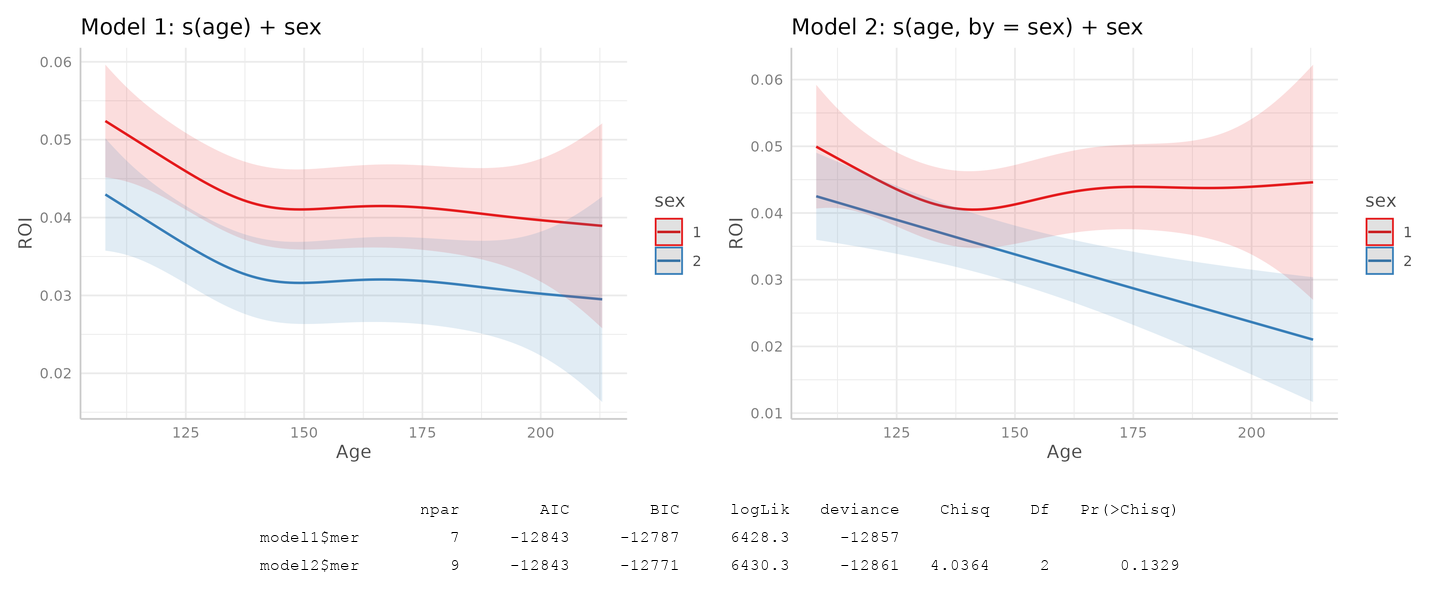 Model 1: s(age) + sex
0.06
0.05
0.04
0.03
0.02
ROI
125 150 175 200
Age
sex
1
2
Model 2: s(age, by = sex) + sex
0.06
0.05
0.04
0.03
0.02
0.01
ROI
125 150 175 200
Age
sex
1
2
npar AIC BIC logLik deviance Chisq Df Pr(>Chisq)
model1$mer 7 -12843 -12787 6428.3 -12857
model2$mer 9 -12843 -12771 6430.3 -12861 4.0364 2 0.1329